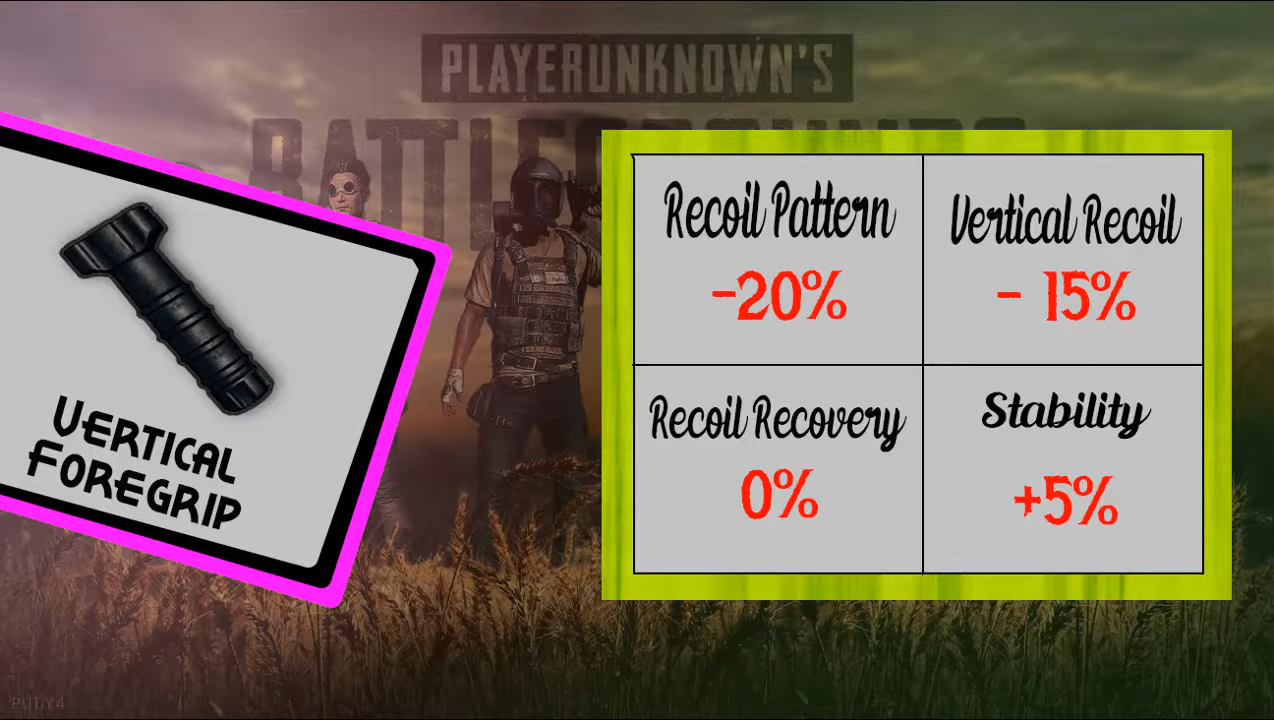 PLAYERUNKNOWN'S
VERTICAL
FOREGRIP
Recoil Pattern
-20%
Vertical Recoil
- 15%
Recoil Recovery
0%
Stability
+5%